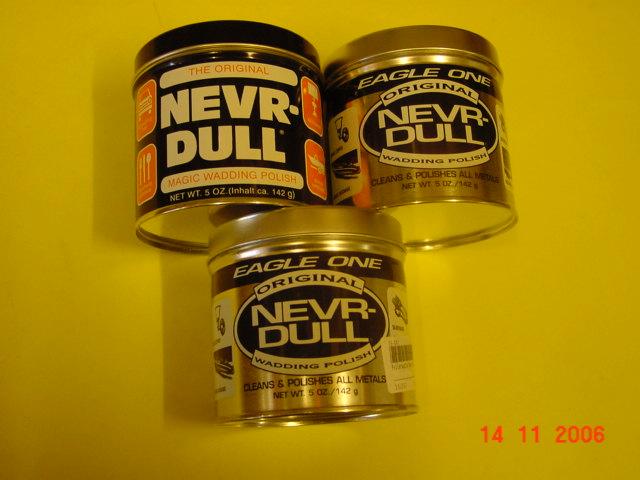 THE ORIGINAL
NEVR-
DULL
MAGIC WADDING POLISH
NET WT. 5 OZ.(Inhalt ca. 142 g)
EAGLE ONE
ORIGINAL
NEVR-
DULL
WADDING POLISH
CLEANS & POLISHES ALL METALS
NET WT. 5 OZ./142 g
EAGLE ONE
ORIGINAL
NEVR-
DULL
WADDING POLISH
CLEANS & POLISHES ALL METALS
NET WT. 5 OZ./142 g
14 11 2006